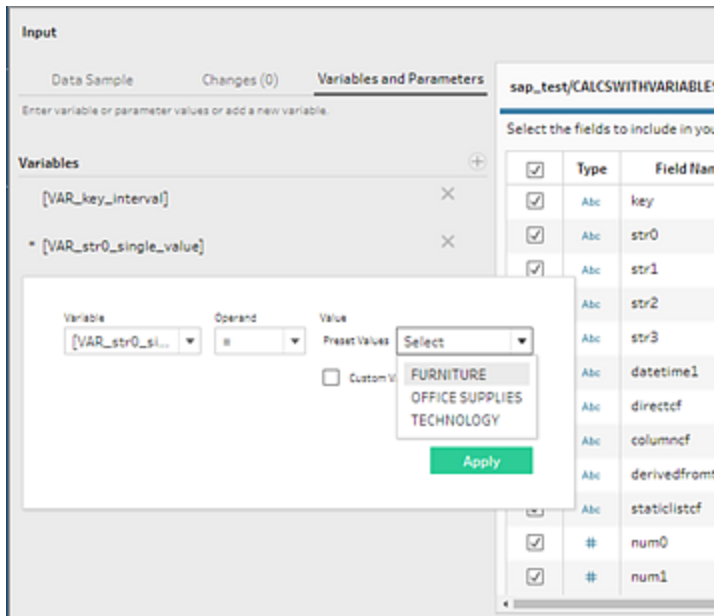 Input
Data Sample Changes (0) Variables and Parameters
Enter variable or parameter values or add a new variable.
Variables
[VAR_key_interval]
* [VAR_str0_single_value]
Variable Operand Value
[VAR_str0_si... = Preset Values Select
Custom
FURNITURE
OFFICE SUPPLIES
TECHNOLOGY
Apply
sap_test/CALCSWITHVARIABLES
Select the fields to include in
Type Field
Abc key
Abc str0
Abc str1
Abc str2
Abc str3
Abc datetime1
Abc directcf
Abc columncf
Abc
Abc staticlistcf
# num0
# num1